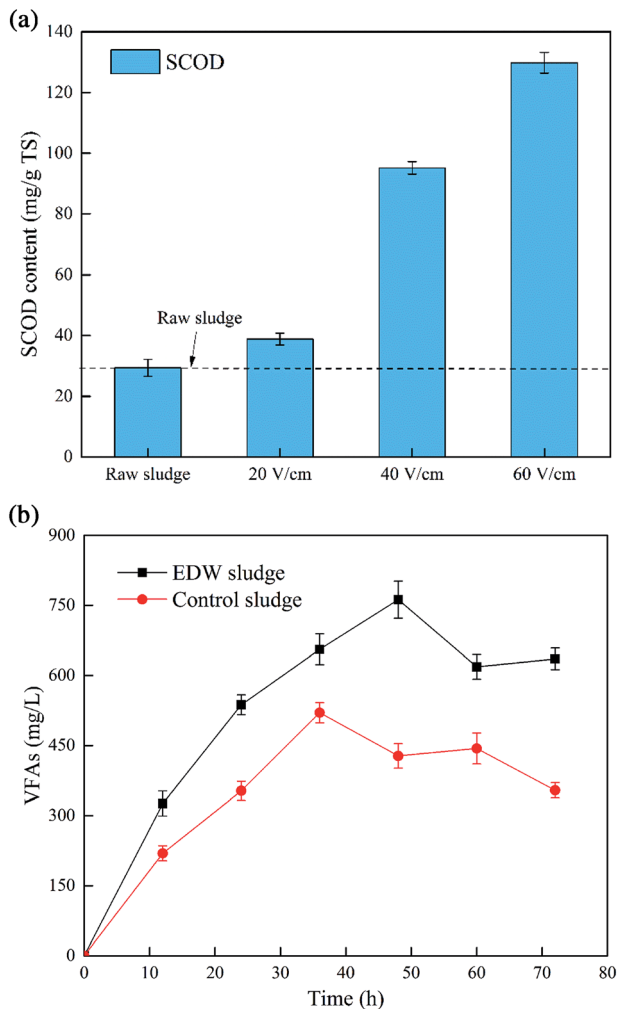 (a)
140
120
100
80
60
40
20
0
SCOD content (mg/g TS)
SCOD
Raw sludge
Raw sludge
20 V/cm
40 V/cm
60 V/cm
(b)
900
750
600
450
300
150
0
VFAs (mg/L)
EDW sludge
Control sludge
0
10
20
30
40
50
60
70
80
Time (h)